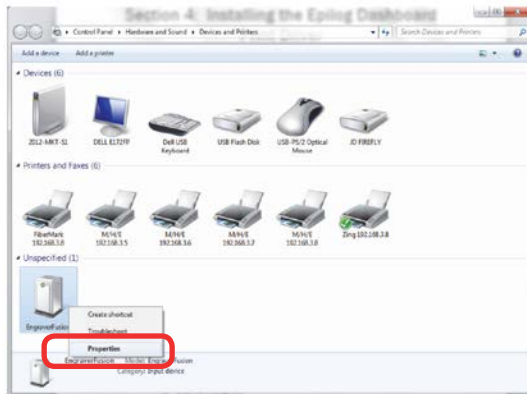 Section 4: Installing the Epilog Dashboard
Control Panel ▸ Hardware and Sound ▸ Devices and Printers
Search Devices and Printers
Add a device Add a printer
Devices (6)
2012-MKT-S1 DELL E172FP Dell USB Keyboard USB Flash Disk USB-PS/2 Optical Mouse JD FIREFLY
Printers and Faxes (6)
FiberMark 192.168.3.8 M/H/E 192.168.3.5 M/H/E 192.168.3.6 M/H/E 192.168.3.7 M/H/E 192.168.3.8 Zing 192.168.3.8
Unspecified (1)
EngraverFusion
Create shortcut
Troubleshoot
Properties
EngraverFusion Model: Engraver Fusion
Category: Input device